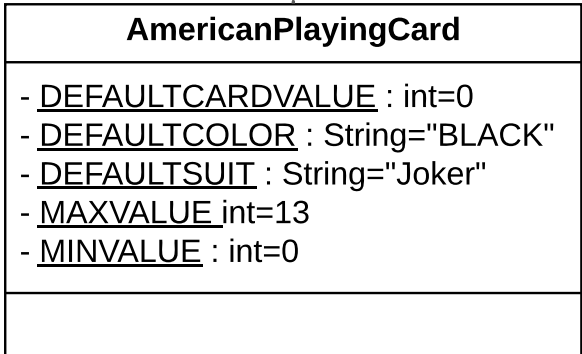 AmericanPlayingCard
- DEFAULTCARDVALUE : int=0
- DEFAULTCOLOR : String="BLACK"
- DEFAULTSUIT : String="Joker"
- MAXVALUE int=13
- MINVALUE : int=0